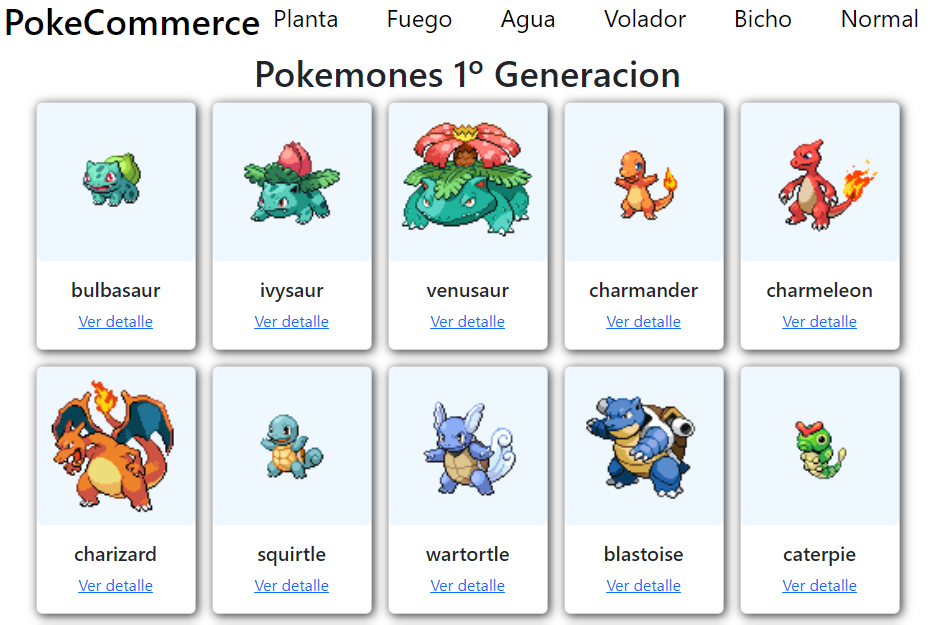 PokeCommerce Planta Fuego Agua Volador Bicho Normal
Pokemones 1º Generacion
bulbasaur ivysaur venusaur charmander charmeleon
Ver detalle Ver detalle Ver detalle Ver detalle Ver detalle
charizard squirtle wartortle blastoise caterpie
Ver detalle Ver detalle Ver detalle Ver detalle Ver detalle